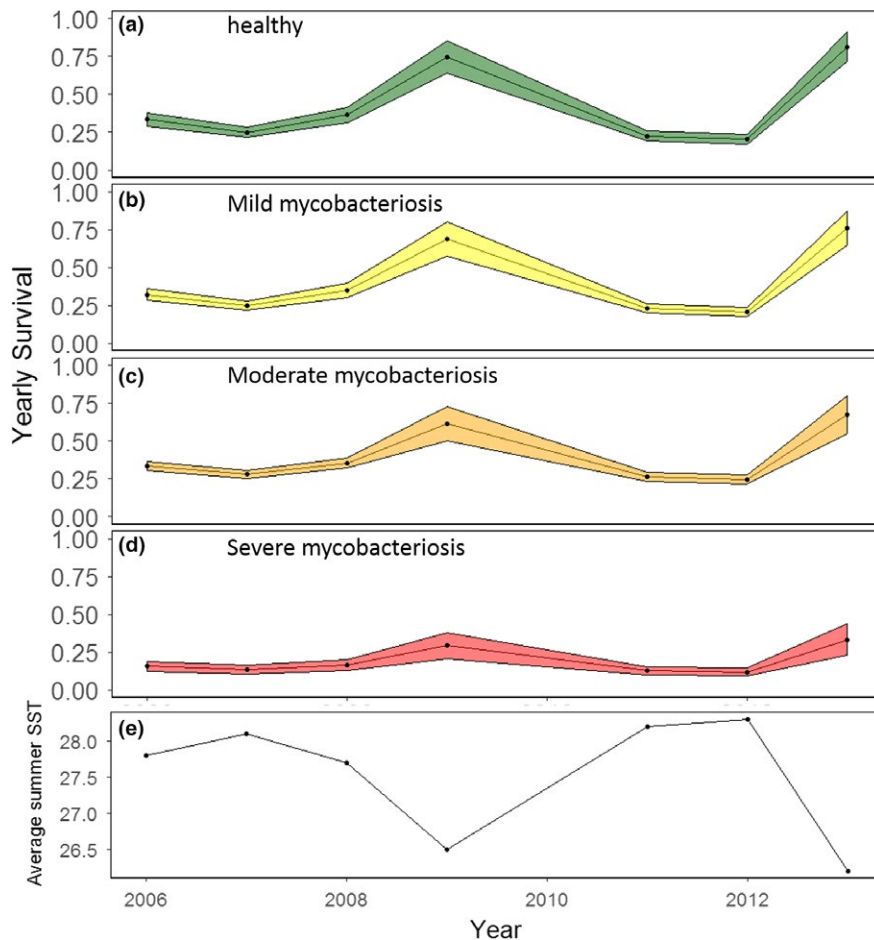 Yearly Survival
(a) healthy
1.00
0.75
0.50
0.25
0.00
(b) Mild mycobacteriosis
1.00
0.75
0.50
0.25
0.00
(c) Moderate mycobacteriosis
1.00
0.75
0.50
0.25
0.00
(d) Severe mycobacteriosis
1.00
0.75
0.50
0.25
0.00
Average summer SST
(e)
28.0
27.5
27.0
26.5
2006 2008 2010 2012
Year